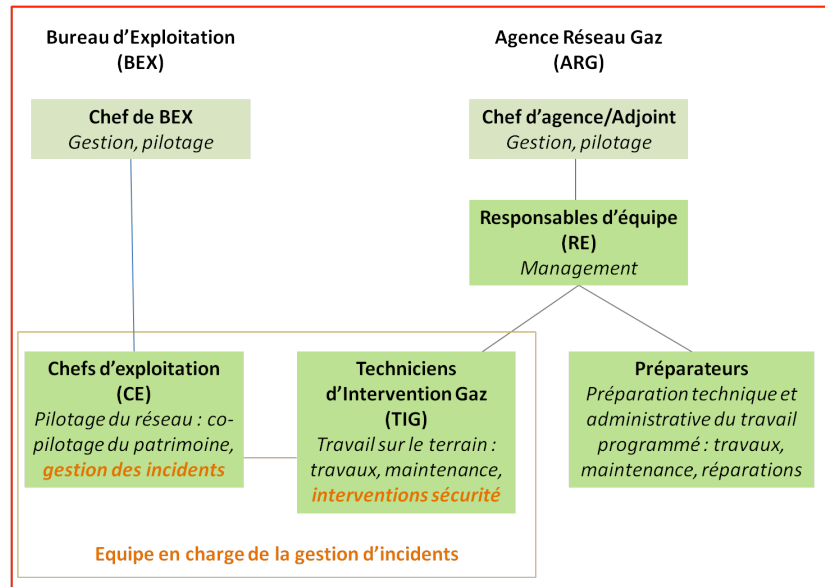 Bureau d'Exploitation
(BEX)
Agence Réseau Gaz
(ARG)
Chef de BEX
Gestion, pilotage
Chef d'agence/Adjoint
Gestion, pilotage
Responsables d'équipe
(RE)
Management
Chefs d'exploitation
(CE)
Pilotage du réseau : co-
pilotage du patrimoine,
gestion des incidents
Techniciens
d'Intervention Gaz
(TIG)
Travail sur le terrain :
travaux, maintenance,
interventions sécurité
Préparateurs
Préparation technique et
administrative du travail
programmé : travaux,
maintenance, réparations
Equipe en charge de la gestion d'incidents